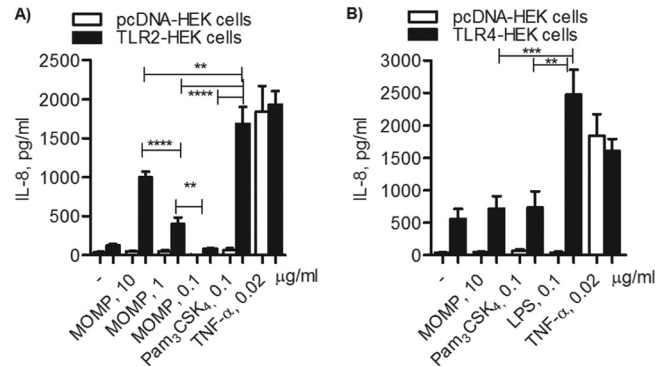 A)
pcDNA-HEK cells
TLR2-HEK cells
IL-8, pg/ml
2500
2000
1500
1000
500
0
**
****
****
**
-
MOMP, 10
MOMP, 1
MOMP, 0.1
Pam₃CSK₄, 0.1
TNF-α, 0.02
μg/ml
B)
pcDNA-HEK cells
TLR4-HEK cells
IL-8, pg/ml
3000
2500
2000
1500
1000
500
0
***
**
-
MOMP, 10
Pam₃CSK₄, 0.1
LPS, 0.1
TNF-α, 0.02
μg/ml